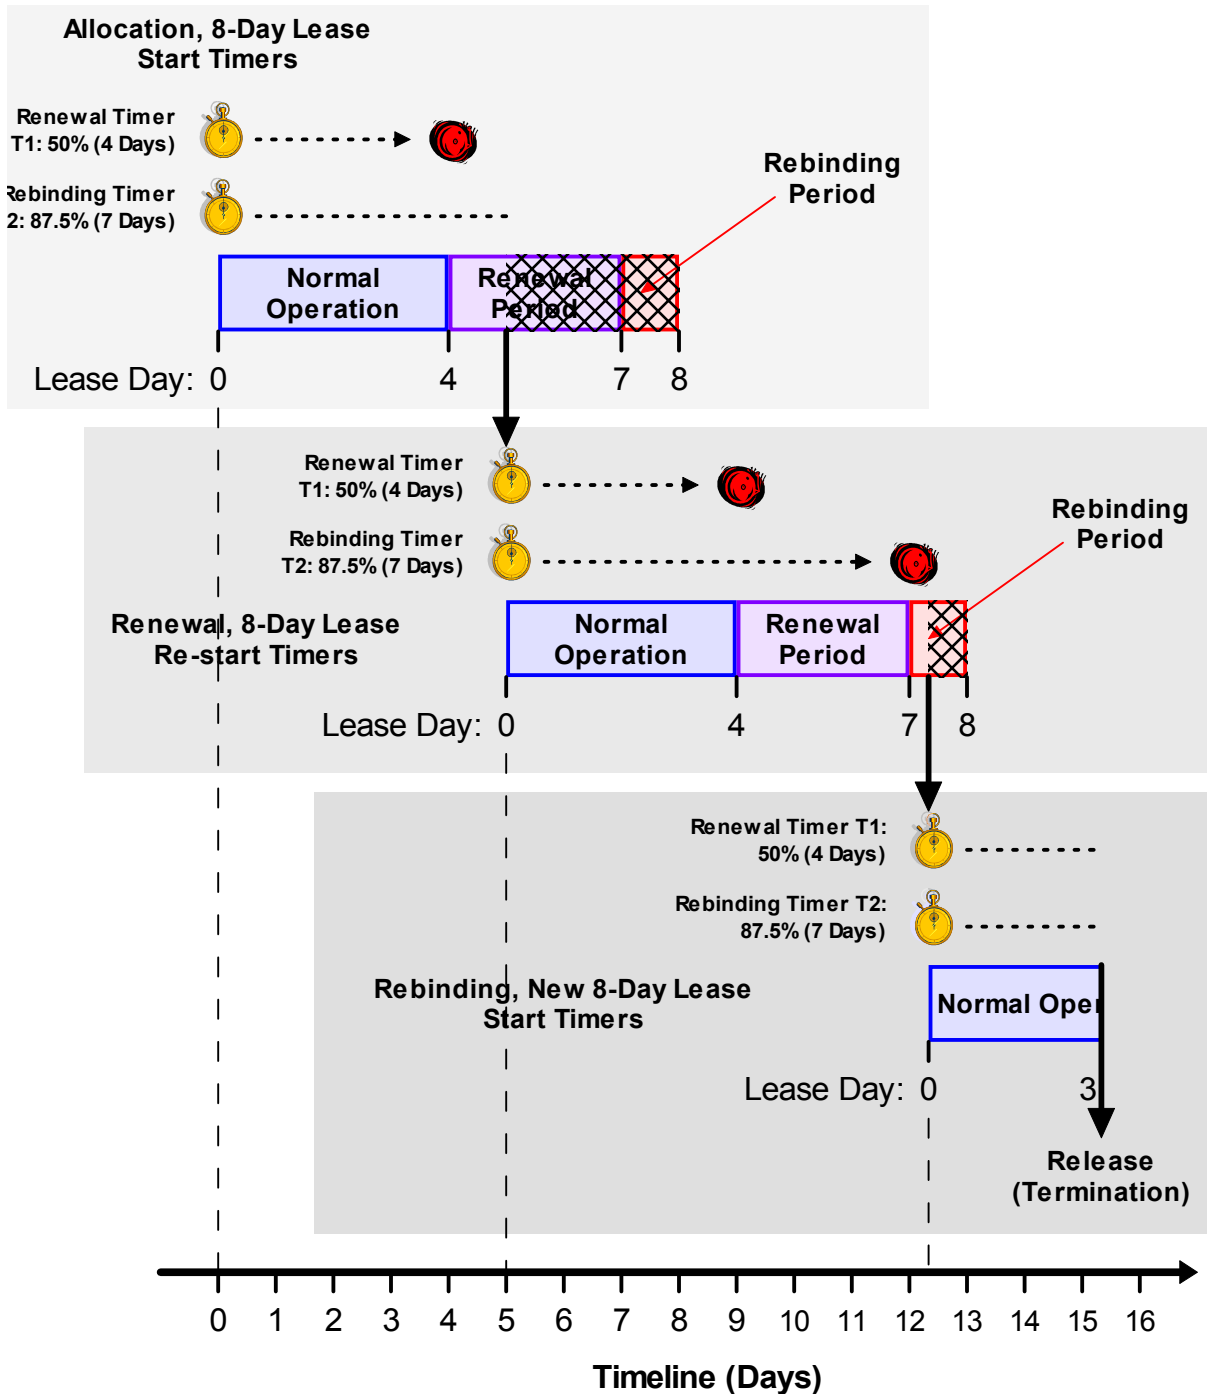 Allocation, 8-Day Lease
Start Timers
Renewal Timer
T1: 50% (4 Days)
Rebinding Timer
2: 87.5% (7 Days)
Rebinding
Period
Normal
Operation
Renewal
Period
Lease Day: 0 4 7 8
Renewal Timer
T1: 50% (4 Days)
Rebinding Timer
T2: 87.5% (7 Days)
Rebinding
Period
Renewal, 8-Day Lease
Re-start Timers
Normal
Operation
Renewal
Period
Lease Day: 0 4 7 8
Renewal Timer T1:
50% (4 Days)
Rebinding Timer T2:
87.5% (7 Days)
Rebinding, New 8-Day Lease
Start Timers
Normal Oper
Lease Day: 0 3
Release
(Termination)
0 1 2 3 4 5 6 7 8 9 10 11 12 13 14 15 16
Timeline (Days)